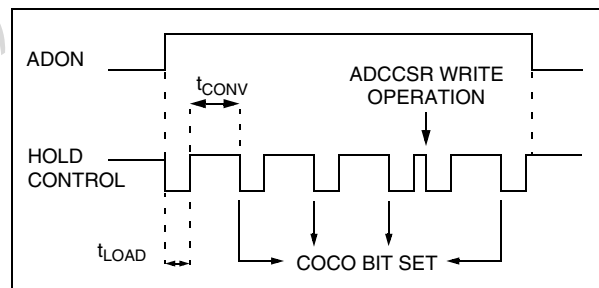 ADON
ADCCSR WRITE
OPERATION
tCONV
HOLD
CONTROL
tLOAD
COCO BIT SET